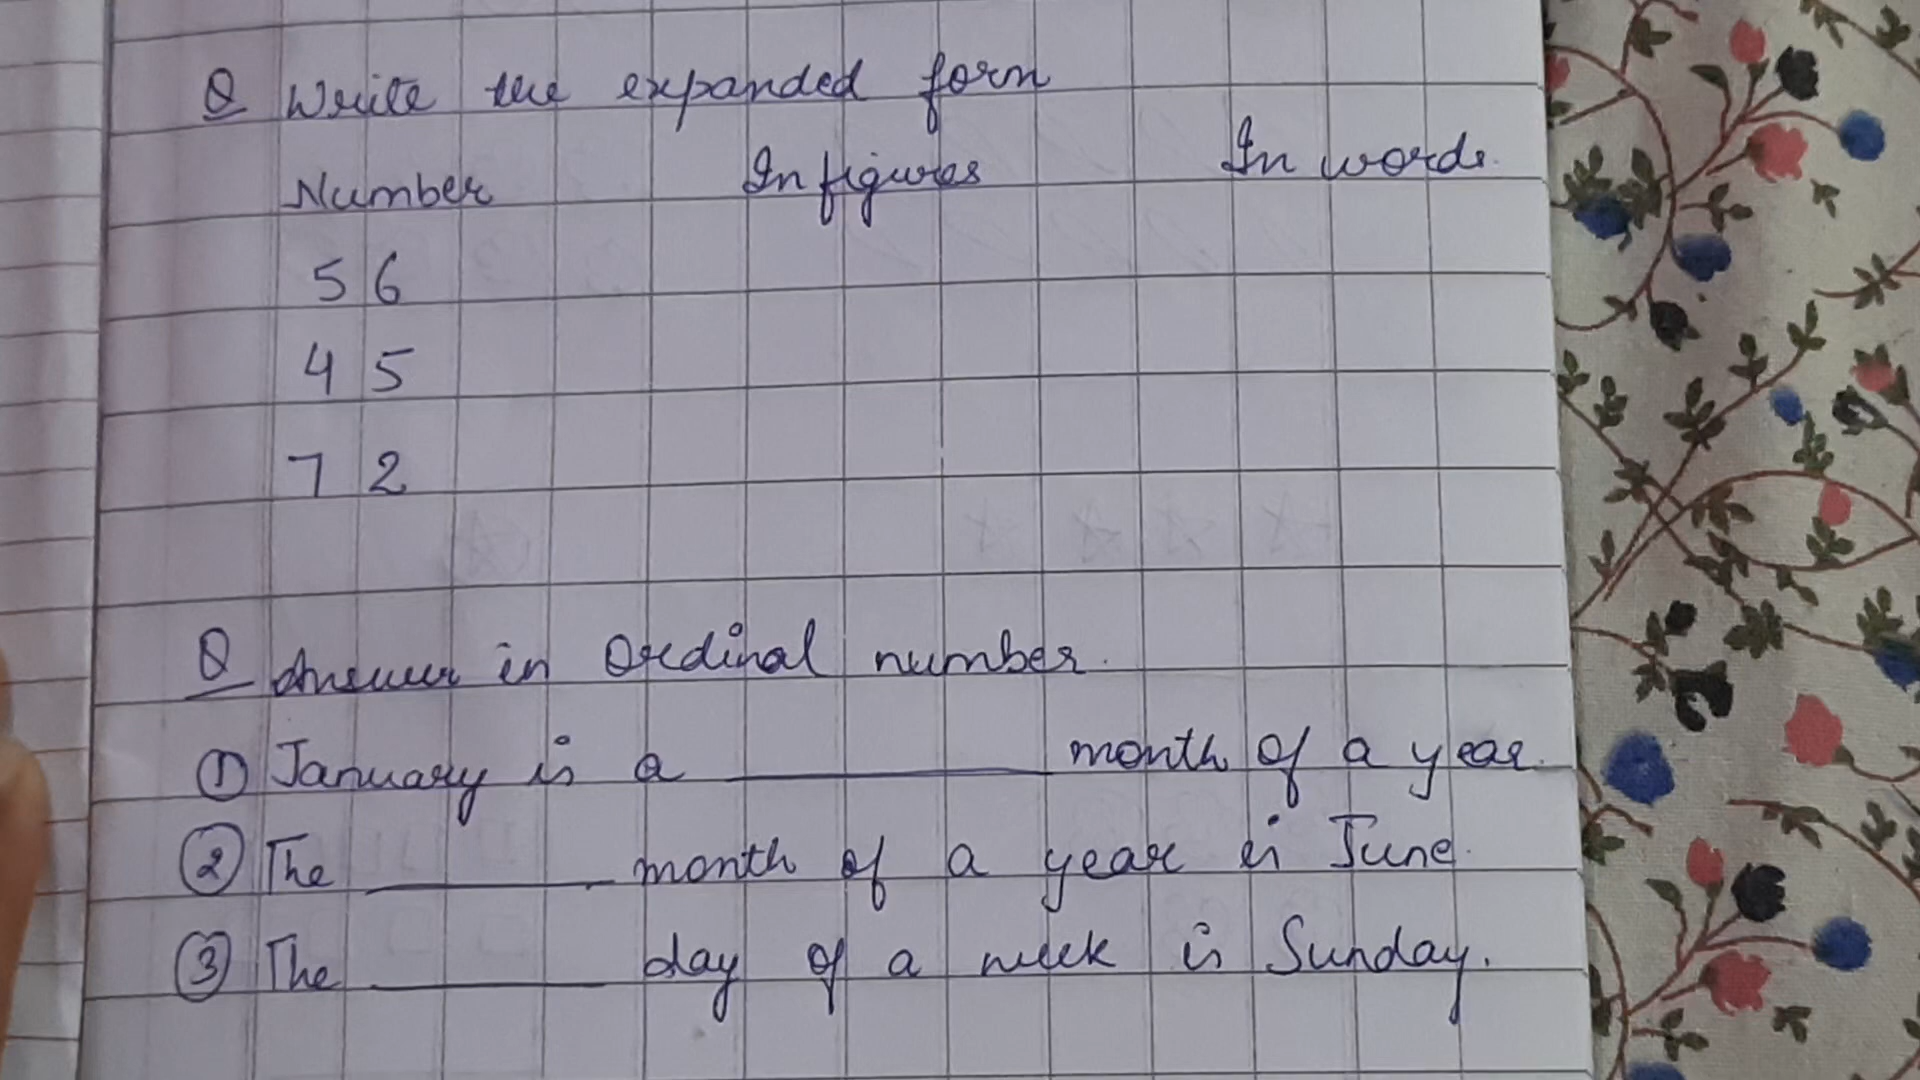 Q Write the expanded form
Number In figures In words.
56
45
72
Q Answer in Ordinal number.
① January is a ________ month of a year.
② The ________ month of a year is June.
③ The ________ day of a week is Sunday.